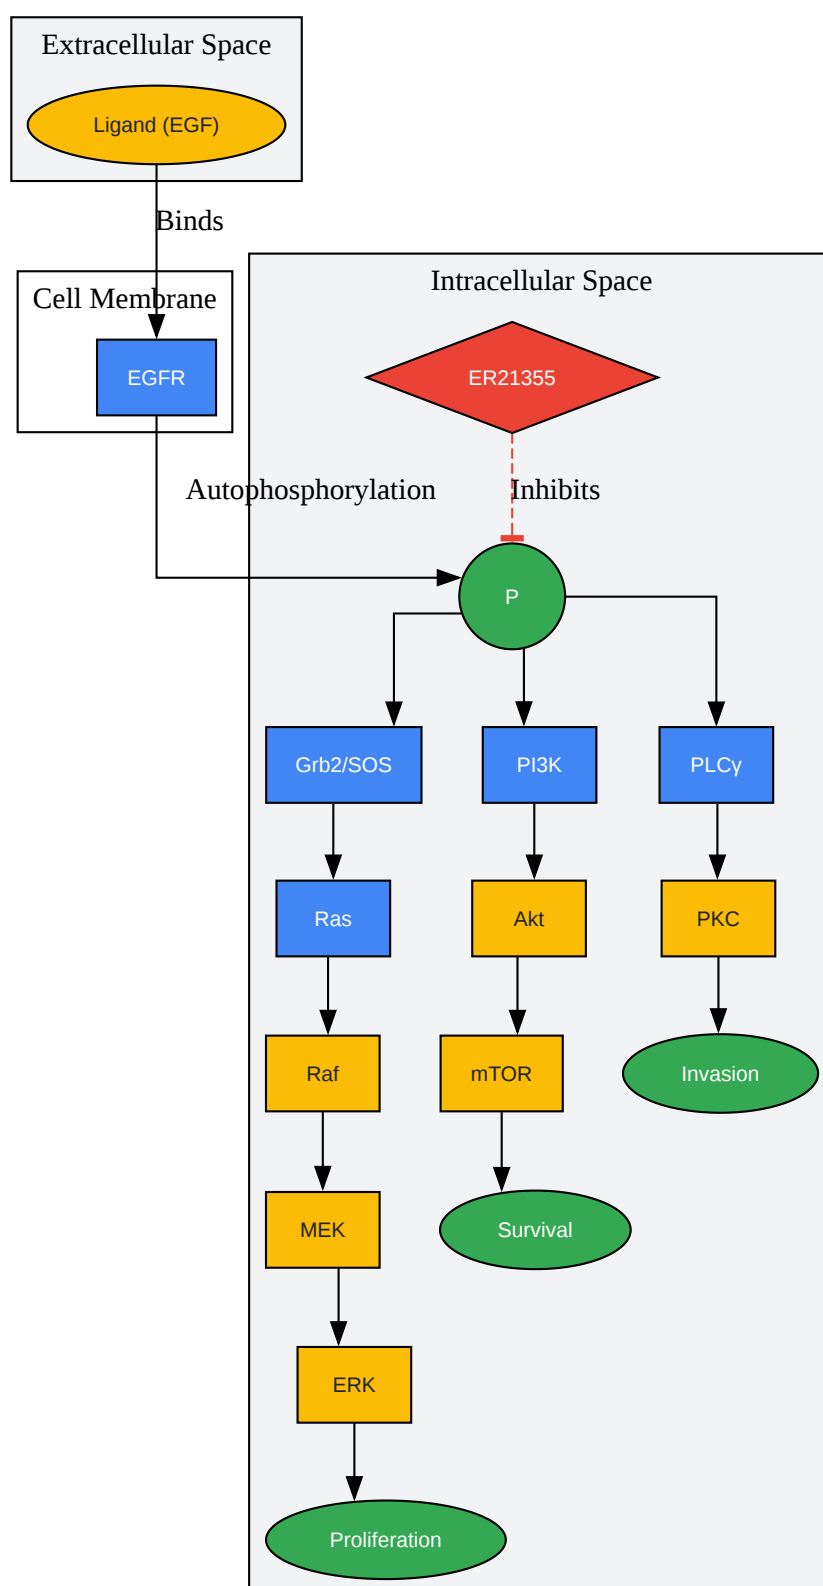 Extracellular Space
Ligand (EGF)
Binds
Cell Membrane
EGFR
Intracellular Space
ER21355
Autophosphorylation
Inhibits
P
Grb2/SOS
PI3K
PLCγ
Ras
Akt
PKC
Raf
mTOR
Invasion
MEK
Survival
ERK
Proliferation